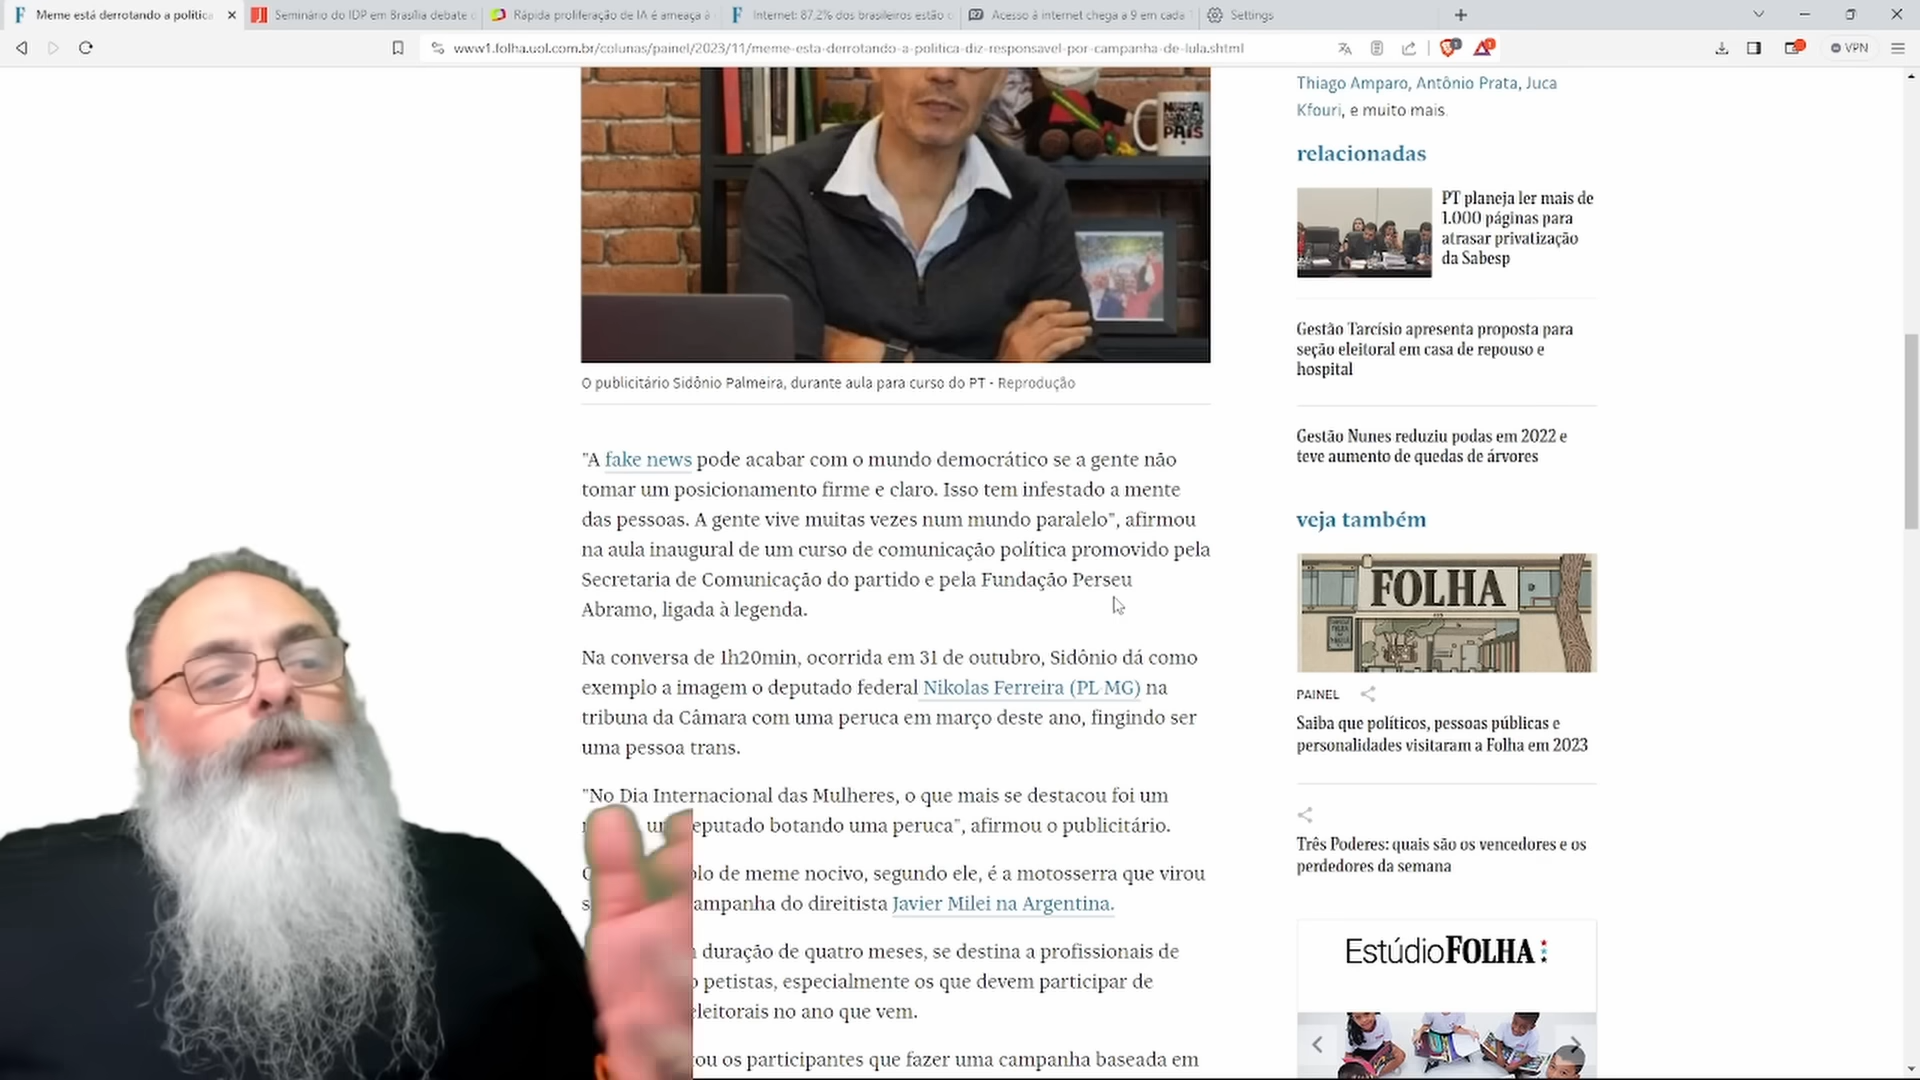 Meme está derrotando a política
Seminário do IDP em Brasília debate
Rápida proliferação de IA é ameaça à
Internet: 87,2% dos brasileiros estão
Acesso à internet chega a 9 em cada
Settings
www1.folha.uol.com.br/colunas/painel/2023/11/meme-esta-derrotando-a-politica-diz-responsavel-por-campanha-de-lula.shtml
VPN
PAÍS
O publicitário Sidônio Palmeira, durante aula para curso do PT - Reprodução
"A fake news pode acabar com o mundo democrático se a gente não
tomar um posicionamento firme e claro. Isso tem infestado a mente
das pessoas. A gente vive muitas vezes num mundo paralelo", afirmou
na aula inaugural de um curso de comunicação política promovido pela
Secretaria de Comunicação do partido e pela Fundação Perseu
Abramo, ligada à legenda.
Na conversa de 1h20min, ocorrida em 31 de outubro, Sidônio dá como
exemplo a imagem o deputado federal Nikolas Ferreira (PL-MG) na
tribuna da Câmara com uma peruca em março deste ano, fingindo ser
uma pessoa trans.
"No Dia Internacional das Mulheres, o que mais se destacou foi um
botando uma peruca", afirmou o publicitário.
de meme nocivo, segundo ele, é a motosserra que virou
do direitista Javier Milei na Argentina.
duração de quatro meses, se destina a profissionais de
petistas, especialmente os que devem participar de
eleitorais no ano que vem.
os participantes que fazer uma campanha baseada em
Thiago Amparo, Antônio Prata, Juca
Kfouri, e muito mais.
relacionadas
PT planeja ler mais de
1.000 páginas para
atrasar privatização
da Sabesp
Gestão Tarcísio apresenta proposta para
seção eleitoral em casa de repouso e
hospital
Gestão Nunes reduziu podas em 2022 e
teve aumento de quedas de árvores
veja também
FOLHA
PAINEL
Saiba que políticos, pessoas públicas e
personalidades visitaram a Folha em 2023
Três Poderes: quais são os vencedores e os
perdedores da semana
EstúdioFOLHA